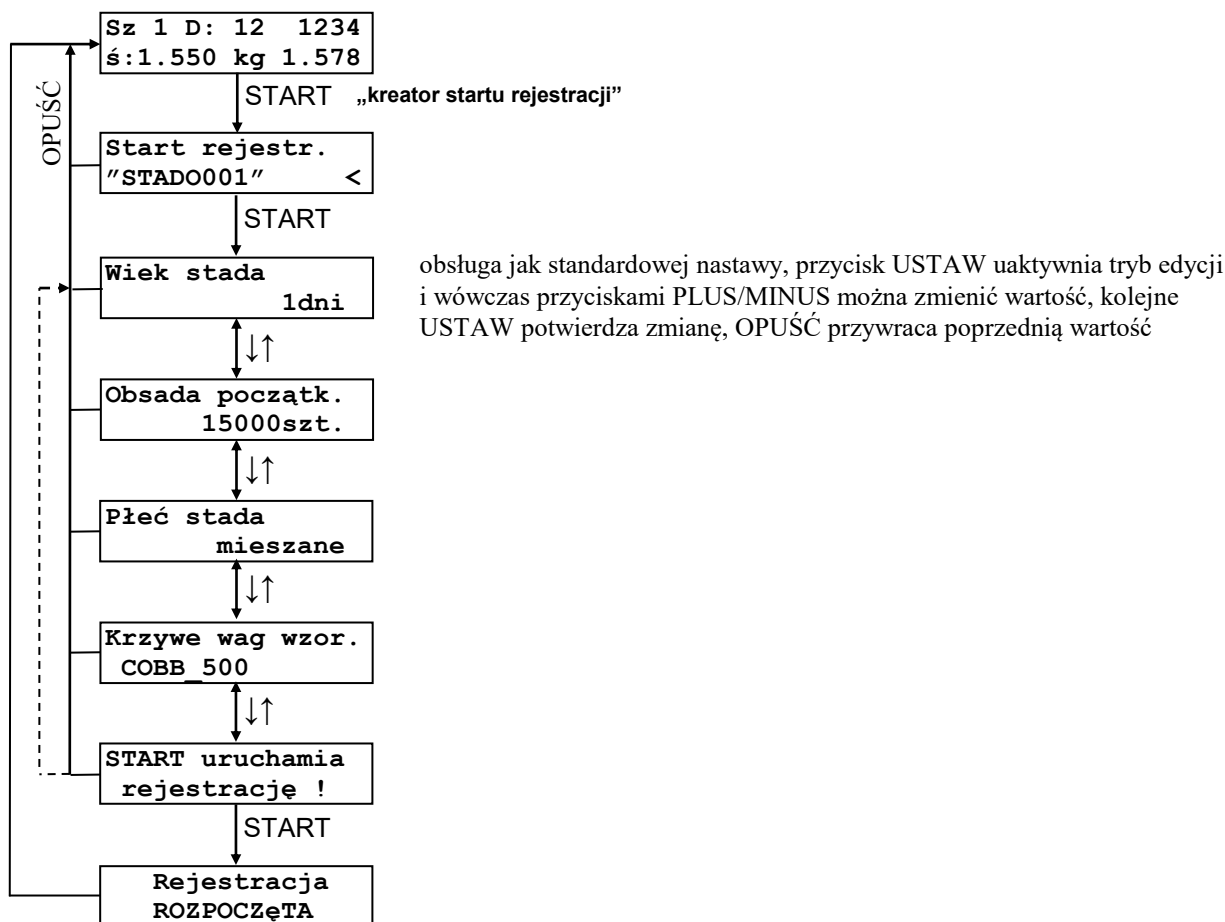 Sz 1 D: 12 1234
ś:1.550 kg 1.578
OPUŚĆ
START „kreator startu rejestracji”
Start rejestr.
″STADO001″ <
START
Wiek stada
1dni
obsługa jak standardowej nastawy, przycisk USTAW uaktywnia tryb edycji
i wówczas przyciskami PLUS/MINUS można zmienić wartość, kolejne
USTAW potwierdza zmianę, OPUŚĆ przywraca poprzednią wartość
↓↑
Obsada początk.
15000szt.
↓↑
Płeć stada
mieszane
↓↑
Krzywe wag wzor.
COBB_500
↓↑
START uruchamia
rejestrację !
START
Rejestracja
ROZPOCZęTA